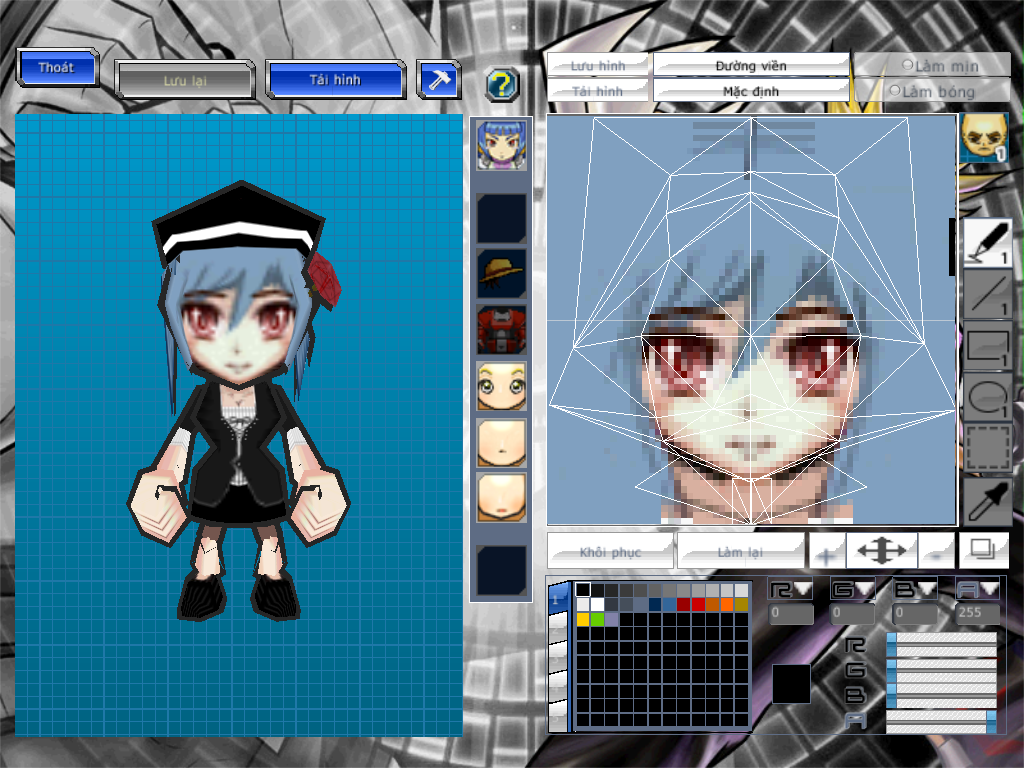 Thoát
Lưu lại
Tải hình
?
Lưu hình
Đường viền
Làm mịn
Tải hình
Mặc định
Làm bóng
1
1
1
1
1
Khôi phục
Làm lại
1
R G B A
0 0 0 255
R
G
B
A